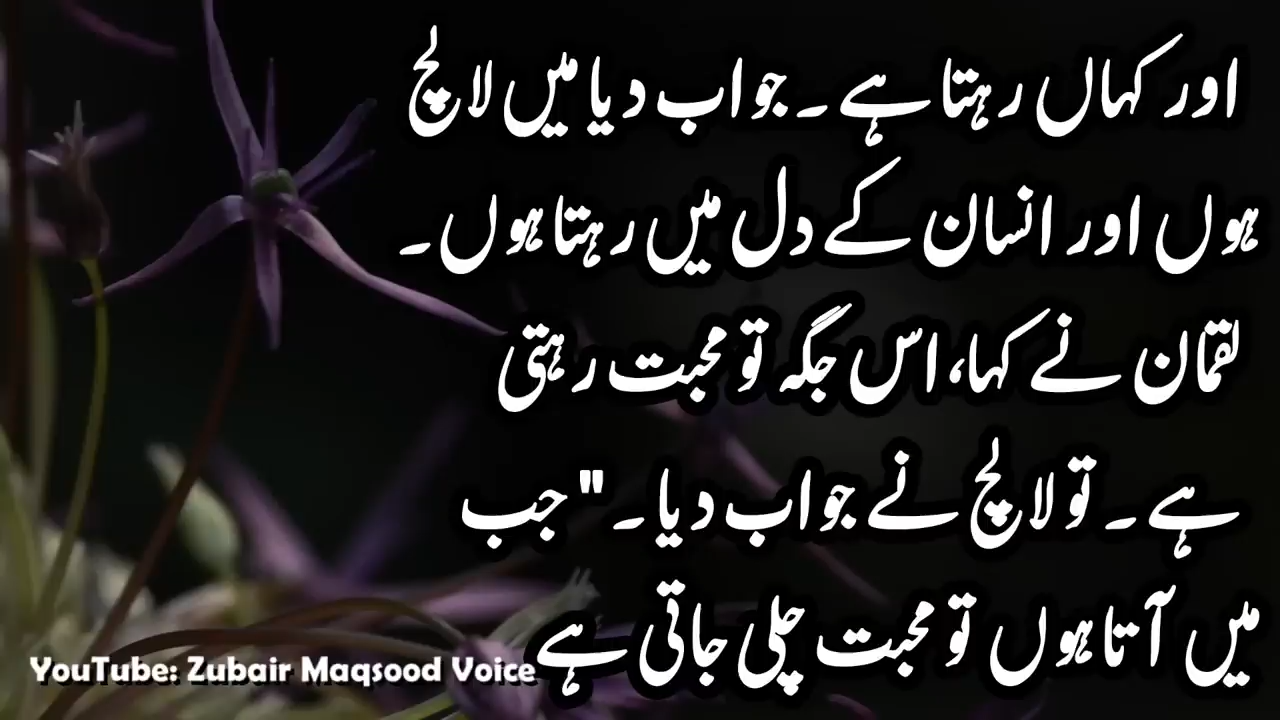 اور کہاں رہتا ہے۔ جواب دیا میں لالچ
ہوں اور انسان کے دل میں رہتا ہوں۔
لقمان نے کہا، اس جگہ تو محبت رہتی
ہے۔ تو لالچ نے جواب دیا۔" جب
میں آتا ہوں تو محبت چلی جاتی ہے
YouTube: Zubair Maqsood Voice